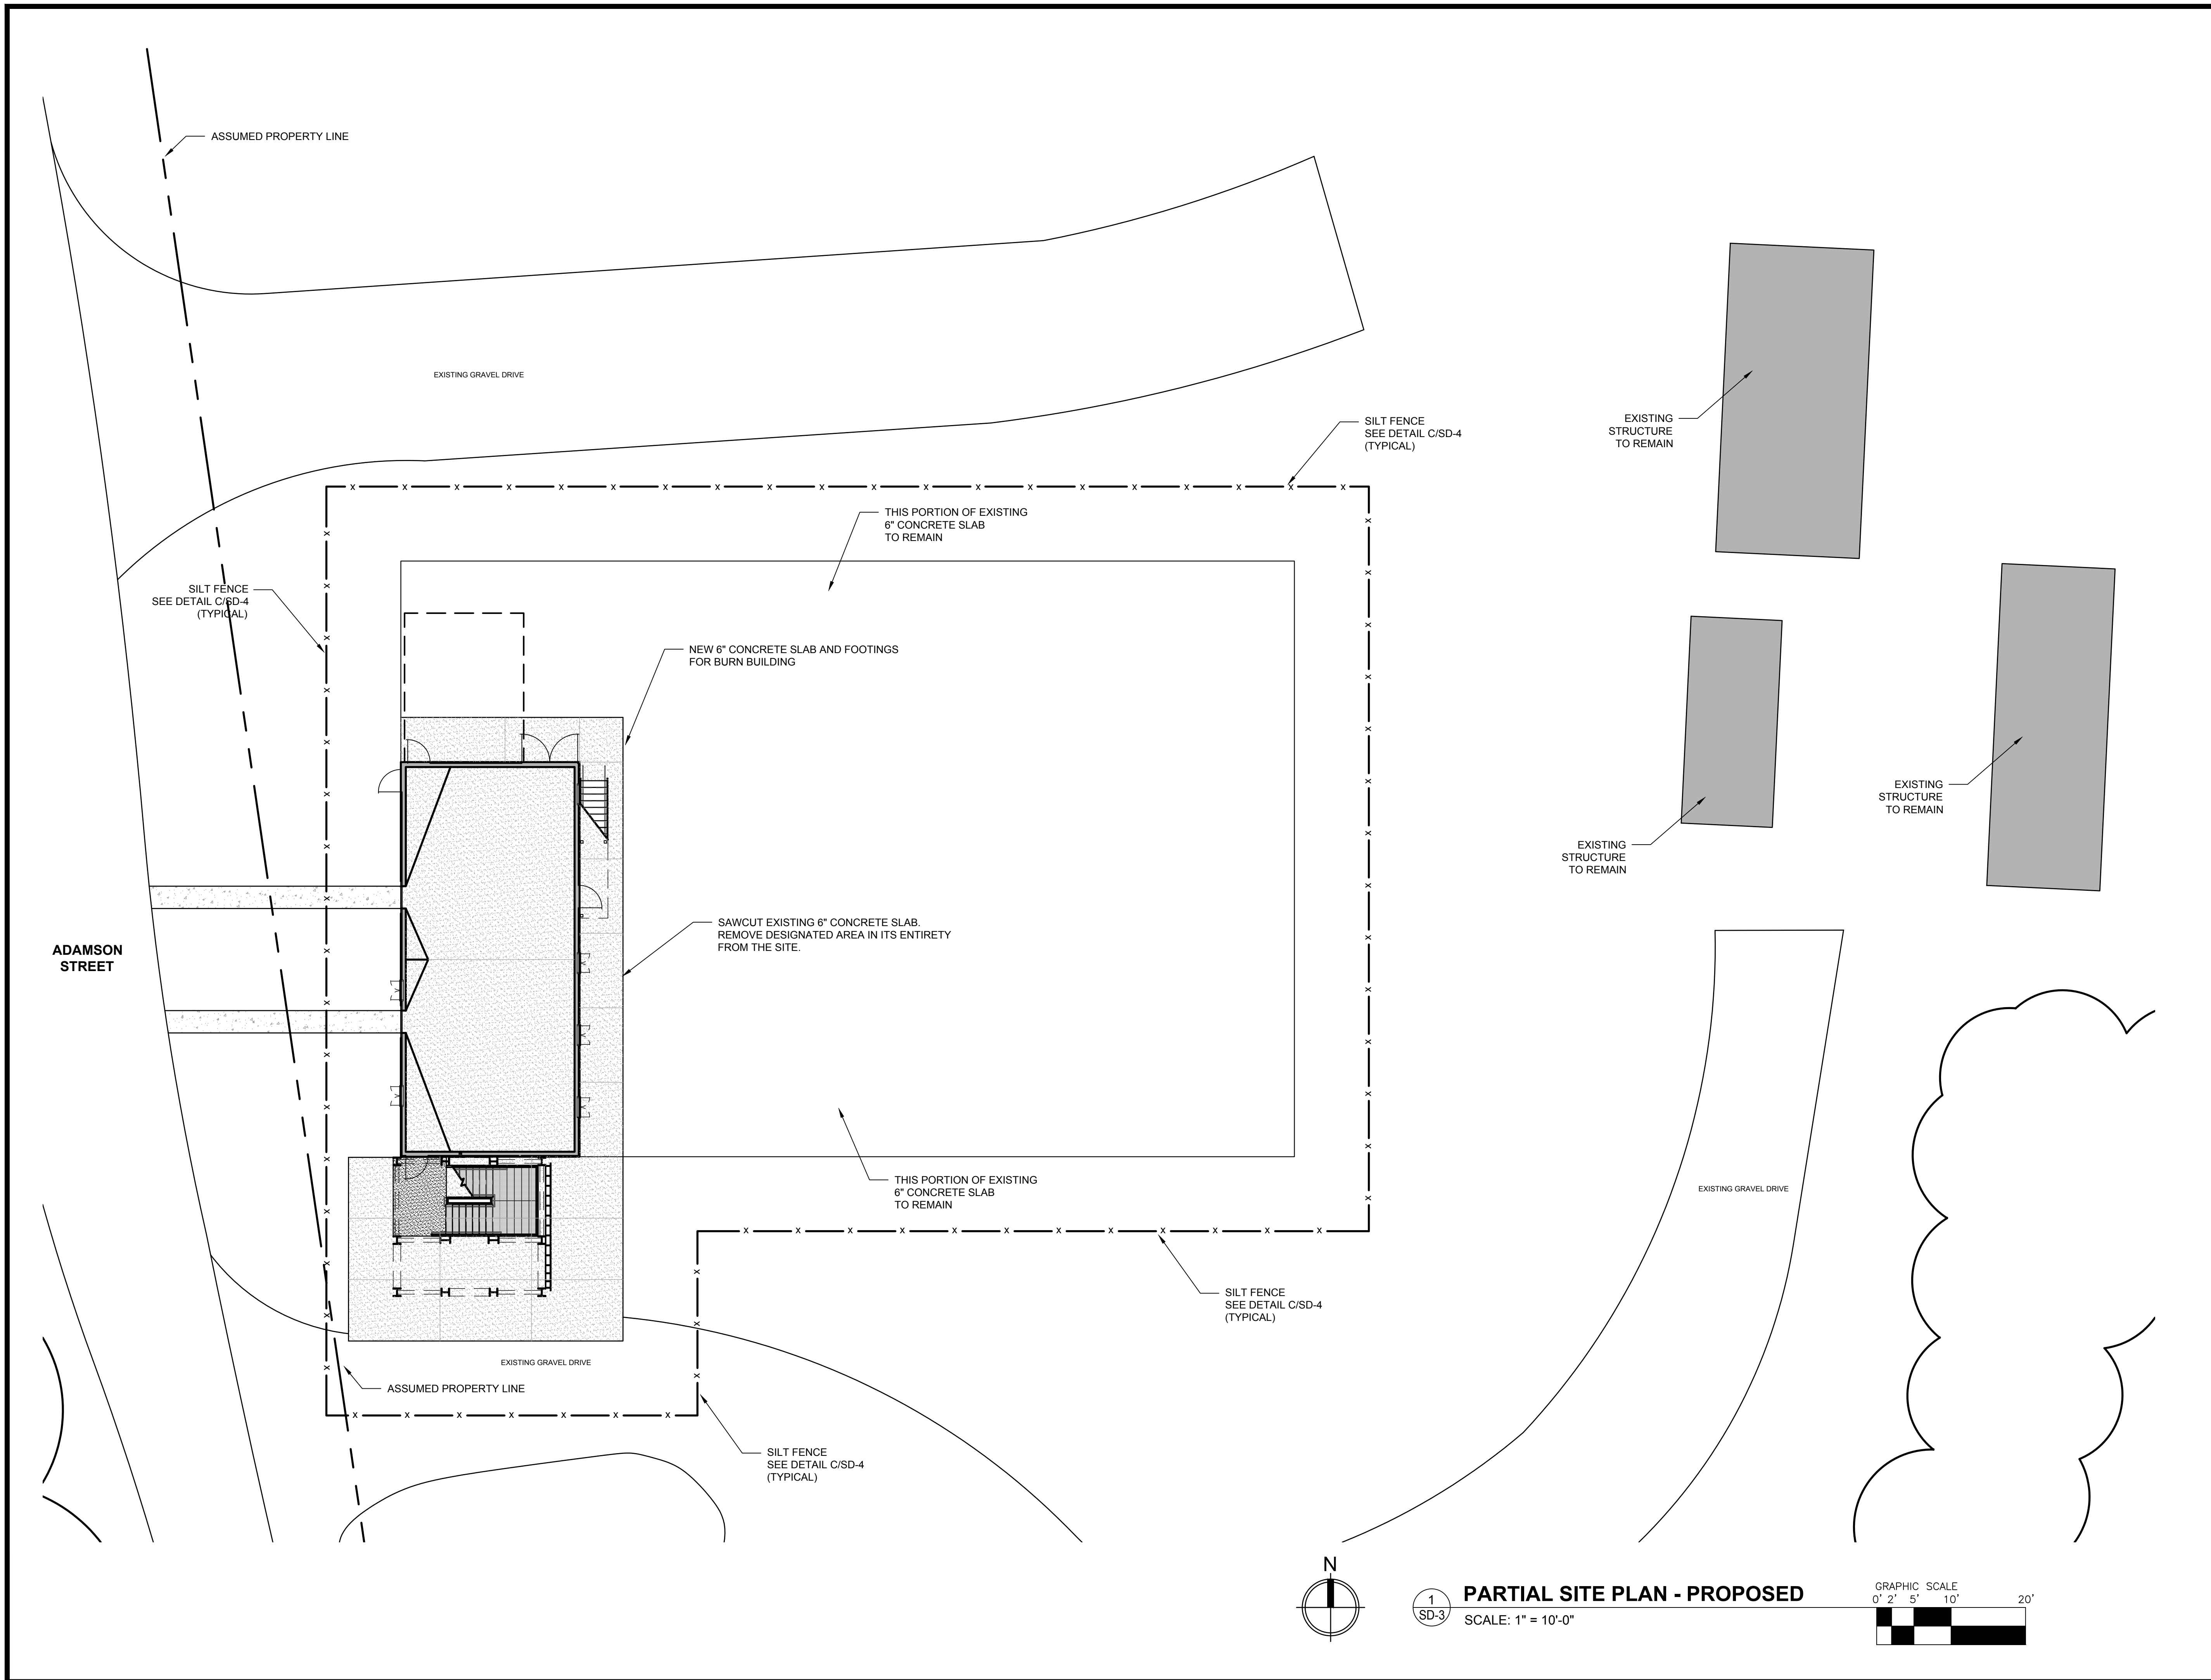 ASSUMED PROPERTY LINE
EXISTING GRAVEL DRIVE
SILT FENCE
SEE DETAIL C/SD-4
(TYPICAL)
EXISTING
STRUCTURE
TO REMAIN
THIS PORTION OF EXISTING
6" CONCRETE SLAB
TO REMAIN
SILT FENCE
SEE DETAIL C/SD-4
(TYPICAL)
NEW 6" CONCRETE SLAB AND FOOTINGS
FOR BURN BUILDING
EXISTING
STRUCTURE
TO REMAIN
EXISTING
STRUCTURE
TO REMAIN
SAWCUT EXISTING 6" CONCRETE SLAB.
REMOVE DESIGNATED AREA IN ITS ENTIRETY
FROM THE SITE.
ADAMSON
STREET
THIS PORTION OF EXISTING
6" CONCRETE SLAB
TO REMAIN
EXISTING GRAVEL DRIVE
SILT FENCE
SEE DETAIL C/SD-4
(TYPICAL)
EXISTING GRAVEL DRIVE
ASSUMED PROPERTY LINE
SILT FENCE
SEE DETAIL C/SD-4
(TYPICAL)
N
1
SD-3
PARTIAL SITE PLAN - PROPOSED
SCALE: 1" = 10'-0"
GRAPHIC SCALE
0' 2' 5' 10' 20'